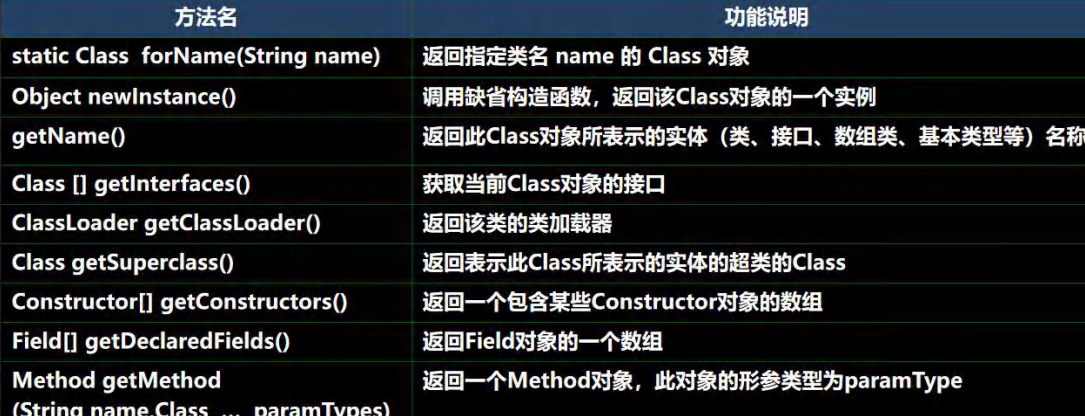 方法名 功能说明
static Class forName(String name) 返回指定类名 name 的 Class 对象
Object newInstance() 调用缺省构造函数，返回该Class对象的一个实例
getName() 返回此Class对象所表示的实体（类、接口、数组类、基本类型等）名称
Class [] getInterfaces() 获取当前Class对象的接口
ClassLoader getClassLoader() 返回该类的类加载器
Class getSuperclass() 返回表示此Class所表示的实体的超类的Class
Constructor[] getConstructors() 返回一个包含某些Constructor对象的数组
Field[] getDeclaredFields() 返回Field对象的一个数组
Method getMethod 返回一个Method对象，此对象的形参类型为paramType
(String name,Class … paramTypes)